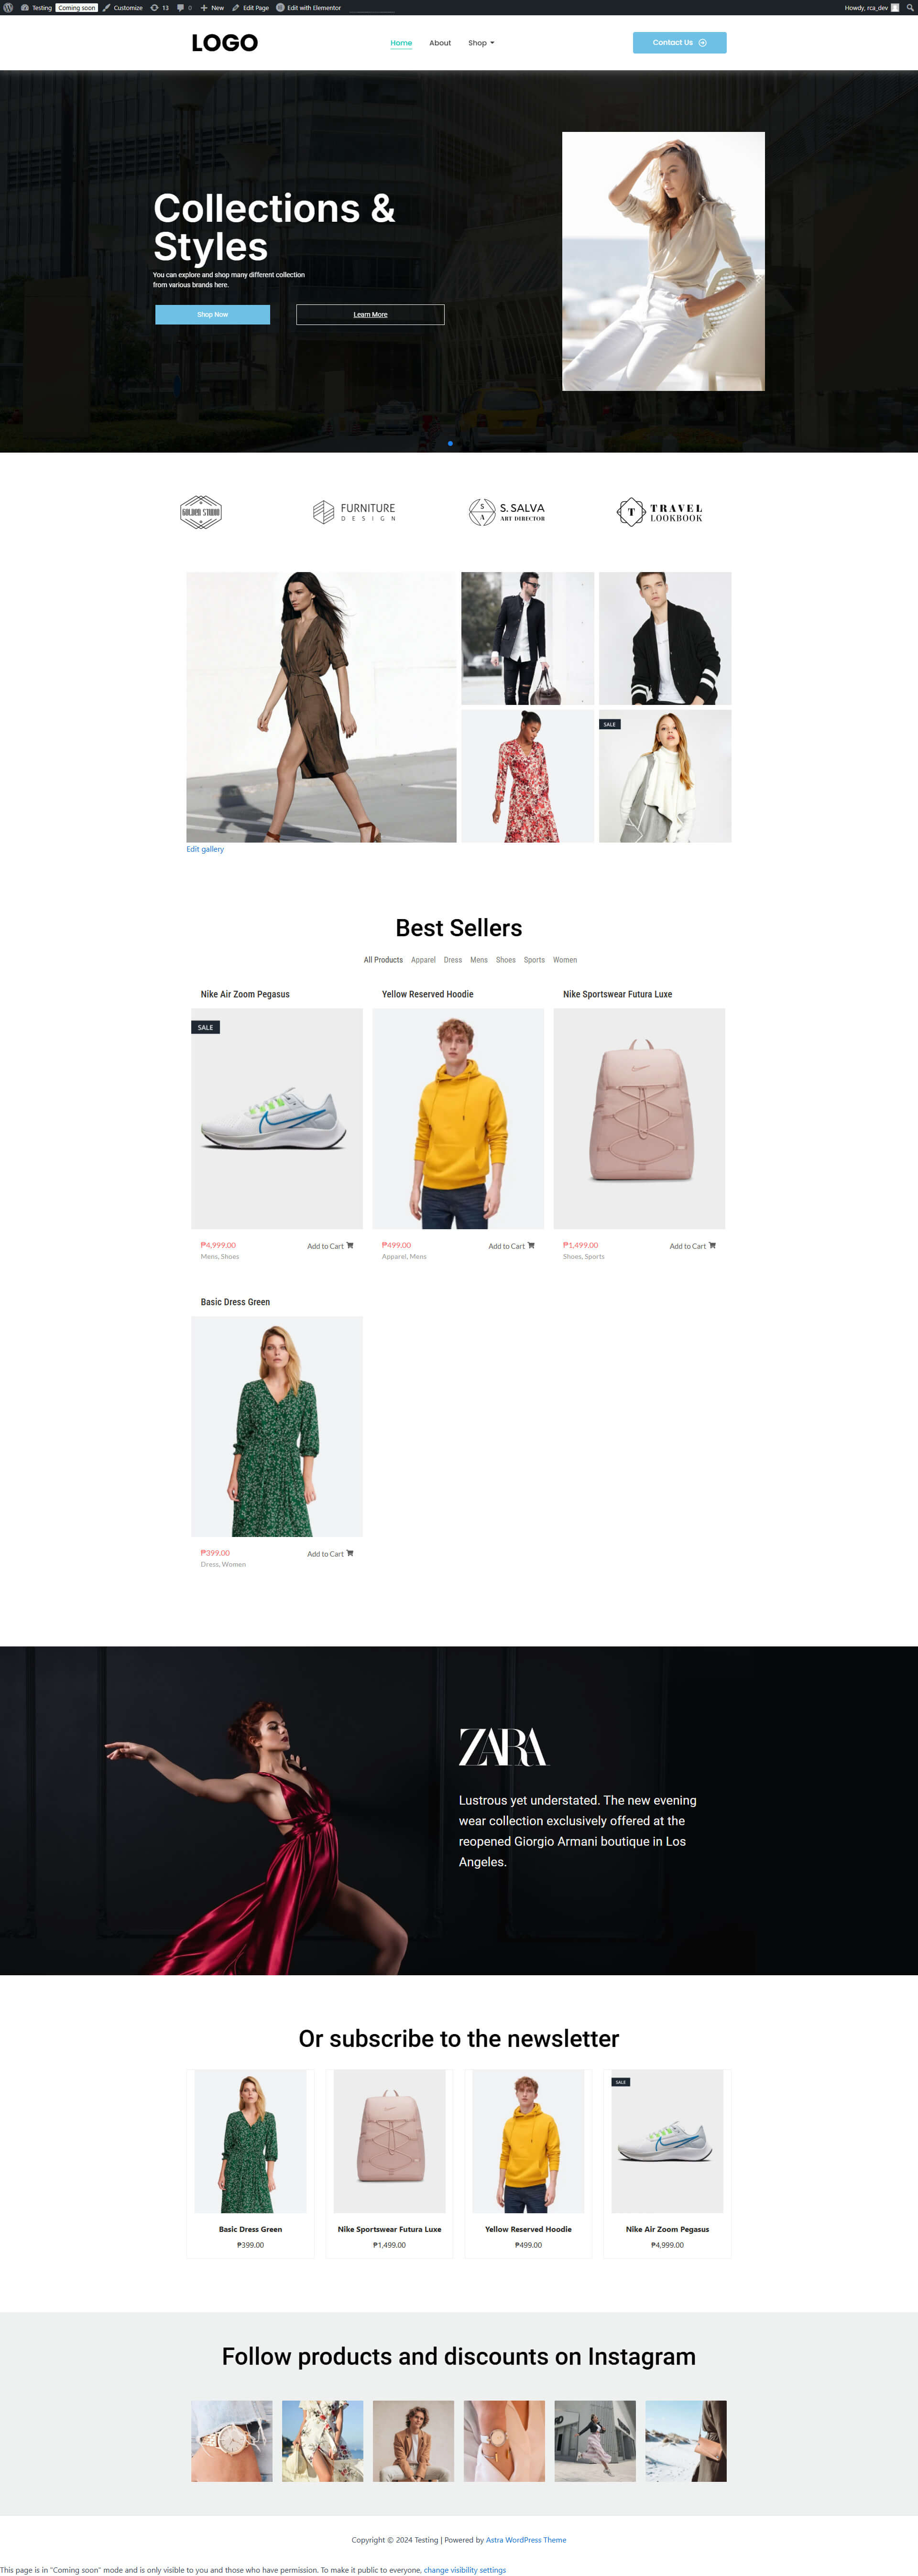 Testing Coming soon Customize 13 0 New Edit Page Edit with Elementor Howdy, rca_dev
LOGO
Home About Shop
Contact Us
Collections &
Styles
You can explore and shop many different collection
from various brands here.
Shop Now
Learn More
GOLDEN STUDIO
FURNITURE
DESIGN
S
A
S. SALVA
ART DIRECTOR
T
TRAVEL
LOOKBOOK
SALE
Edit gallery
Best Sellers
All Products Apparel Dress Mens Shoes Sports Women
Nike Air Zoom Pegasus
SALE
₱4,999.00
Add to Cart
Mens, Shoes
Yellow Reserved Hoodie
₱499.00
Add to Cart
Apparel, Mens
Nike Sportswear Futura Luxe
₱1,499.00
Add to Cart
Shoes, Sports
Basic Dress Green
₱399.00
Add to Cart
Dress, Women
ZARA
Lustrous yet understated. The new evening
wear collection exclusively offered at the
reopened Giorgio Armani boutique in Los
Angeles.
Or subscribe to the newsletter
Basic Dress Green
₱399.00
Nike Sportswear Futura Luxe
₱1,499.00
Yellow Reserved Hoodie
₱499.00
SALE
Nike Air Zoom Pegasus
₱4,999.00
Follow products and discounts on Instagram
Copyright © 2024 Testing | Powered by Astra WordPress Theme
This page is in "Coming soon" mode and is only visible to you and those who have permission. To make it public to everyone, change visibility settings